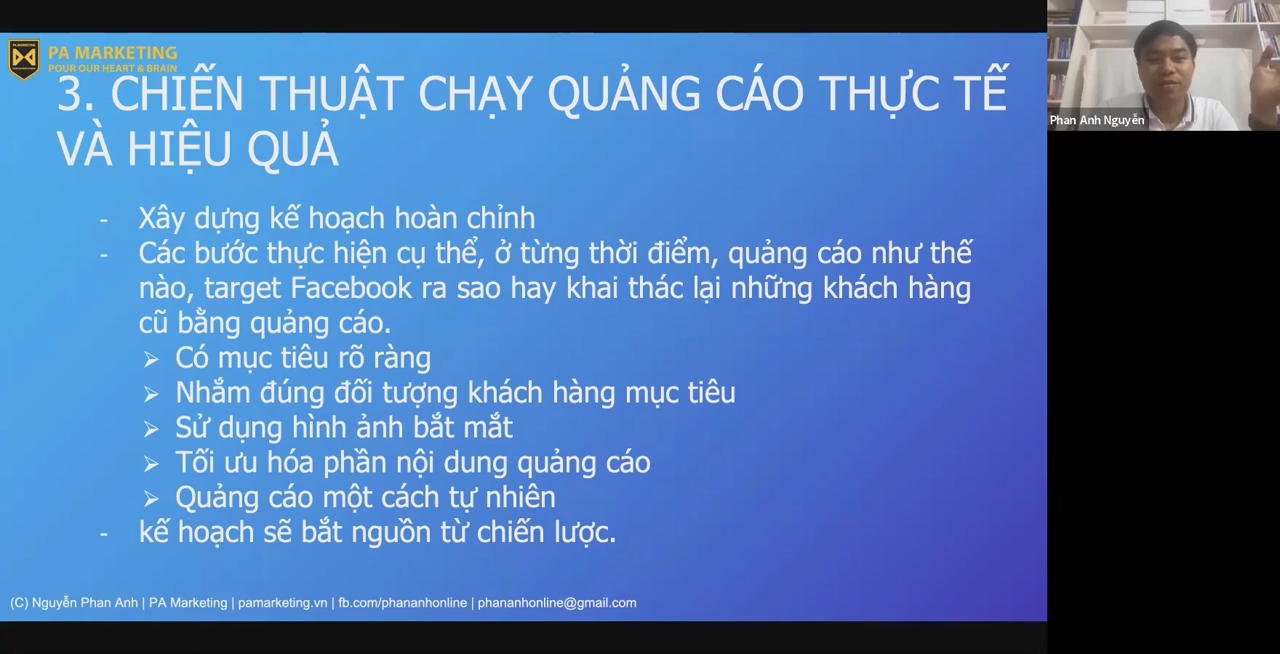 PA MARKETING
POUR OUR HEART & BRAIN
3. CHIẾN THUẬT CHẠY QUẢNG CÁO THỰC TẾ
VÀ HIỆU QUẢ
- Xây dựng kế hoạch hoàn chỉnh
- Các bước thực hiện cụ thể, ở từng thời điểm, quảng cáo như thế
nào, target Facebook ra sao hay khai thác lại những khách hàng
cũ bằng quảng cáo.
➢ Có mục tiêu rõ ràng
➢ Nhắm đúng đối tượng khách hàng mục tiêu
➢ Sử dụng hình ảnh bắt mắt
➢ Tối ưu hóa phần nội dung quảng cáo
➢ Quảng cáo một cách tự nhiên
- kế hoạch sẽ bắt nguồn từ chiến lược.
(C) Nguyễn Phan Anh | PA Marketing | pamarketing.vn | fb.com/phananhonline | phananhonline@gmail.com
Phan Anh Nguyễn